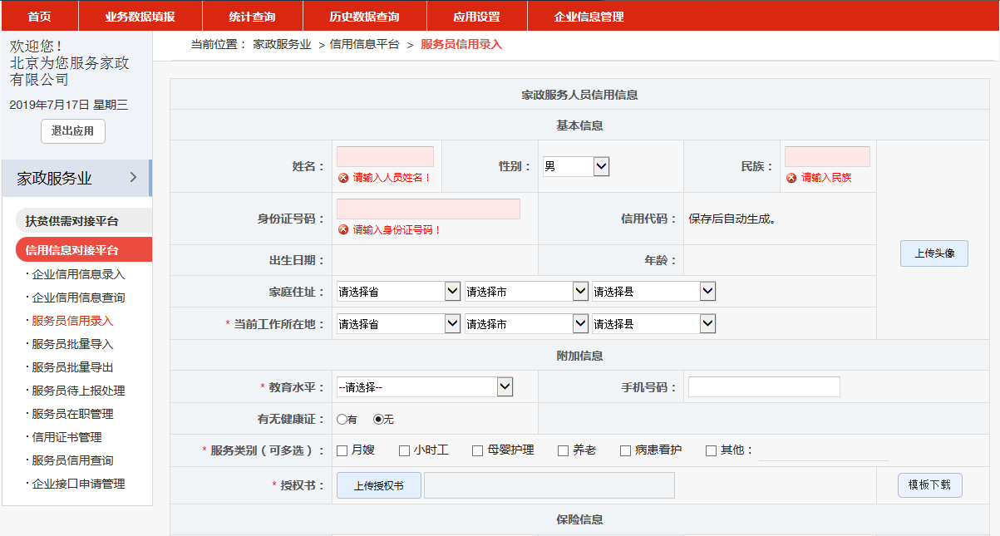 首页 业务数据填报 统计查询 历史数据查询 应用设置 企业信息管理
欢迎您！
北京为您服务家政
有限公司
2019年7月17日 星期三
退出应用
家政服务业
扶贫供需对接平台
信用信息对接平台
· 企业信用信息录入
· 企业信用信息查询
· 服务员信用录入
· 服务员批量导入
· 服务员批量导出
· 服务员待上报处理
· 服务员在职管理
· 信用证书管理
· 服务员信用查询
· 企业接口申请管理
当前位置： 家政服务业 > 信用信息平台 > 服务员信用录入
家政服务人员信用信息
基本信息
姓名： 性别： 男 民族：
请输入人员姓名！ 请输入民族
身份证号码： 信用代码： 保存后自动生成。
请输入身份证号码！
上传头像
出生日期： 年龄：
家庭住址： 请选择省 请选择市 请选择县
* 当前工作所在地： 请选择省 请选择市 请选择县
附加信息
* 教育水平： --请选择-- 手机号码：
有无健康证： 有 无
* 服务类别（可多选）： 月嫂 小时工 母婴护理 养老 病患看护 其他：
* 授权书： 上传授权书 模板下载
保险信息